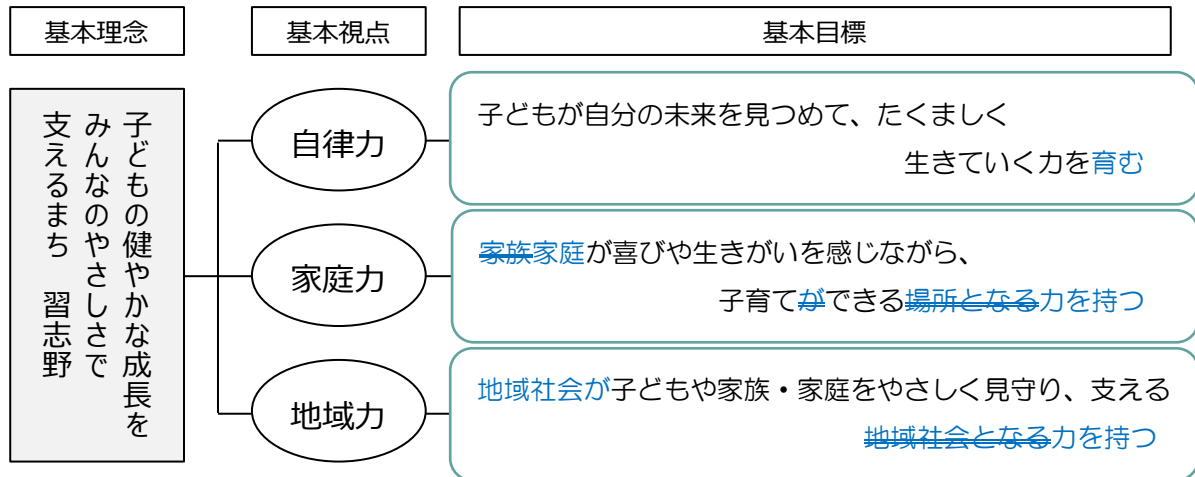 基本理念
基本視点
基本目標
子どもの健やかな成長を
みんなのやさしさで
支えるまち　習志野
自律力
子どもが自分の未来を見つめて、たくましく
生きていく力を育む
家庭力
家族家庭が喜びや生きがいを感じながら、
子育てができる場所となる力を持つ
地域力
地域社会が子どもや家族・家庭をやさしく見守り、支える
地域社会となる力を持つ